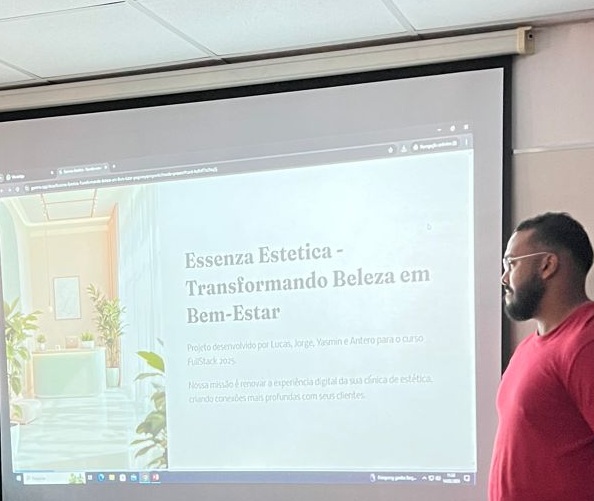 Essenza Estetica -
Transformando Beleza em
Bem-Estar
Projeto desenvolvido por Lucas, Jorge, Yasmin e Antero para o curso
FullStack 2025.
Nossa missão é renovar a experiência digital da sua clínica de estética,
criando conexões mais profundas com seus clientes.